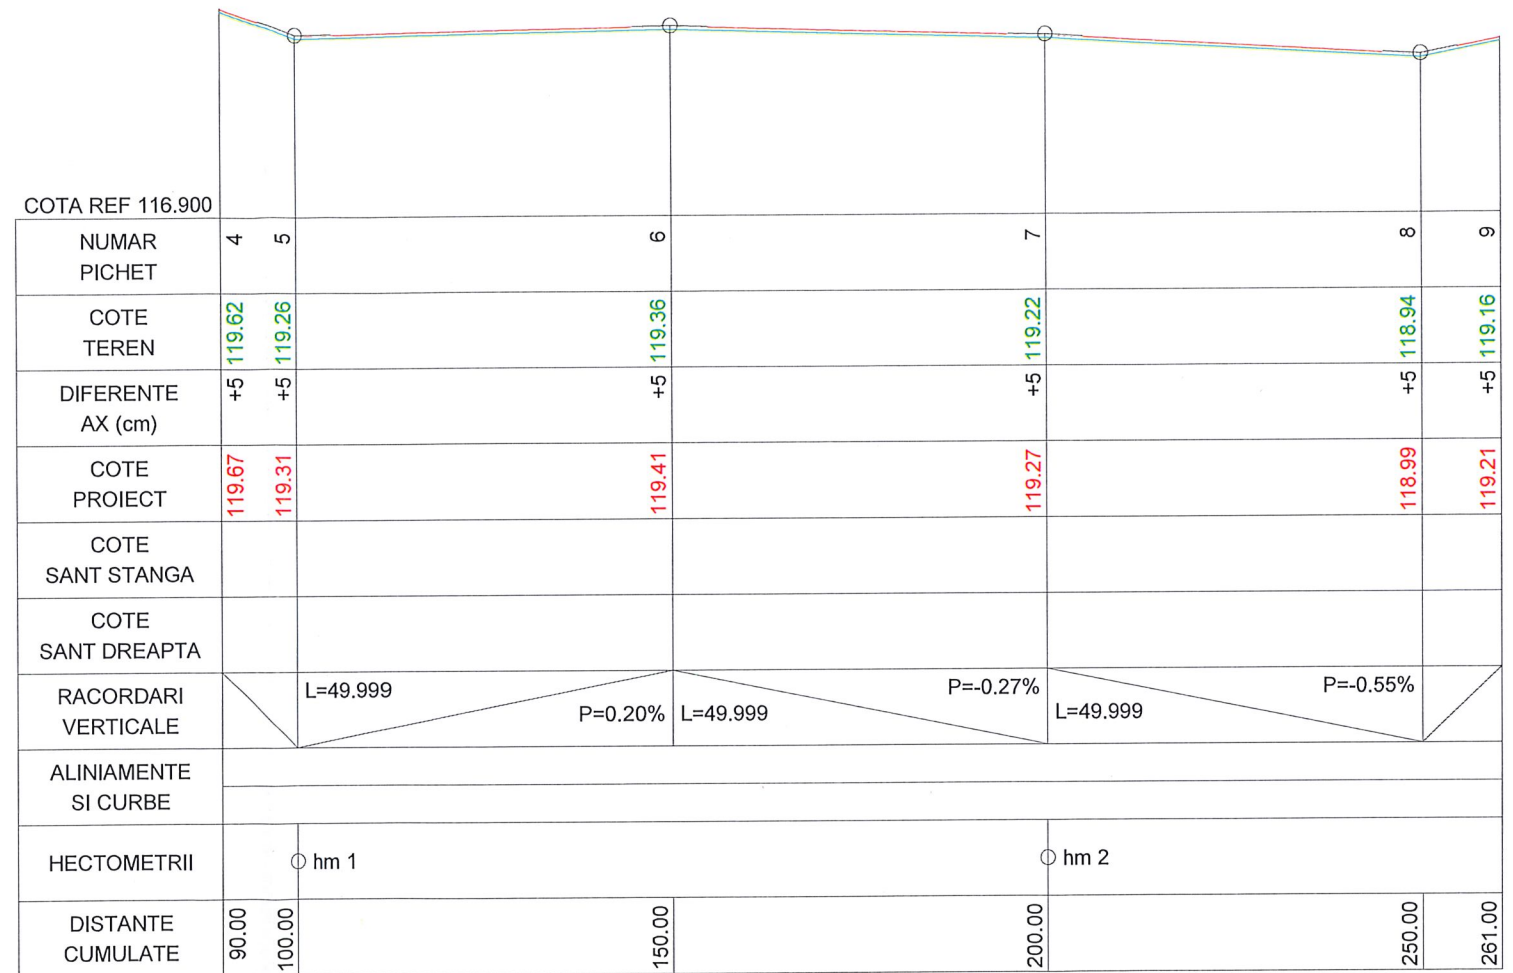 COTA REF 116.900
NUMAR
PICHET
4
5
6
7
8
9
COTE
TEREN
119.62
119.26
119.36
119.22
118.94
119.16
DIFERENTE
AX (cm)
+5
+5
+5
+5
+5
+5
COTE
PROIECT
119.67
119.31
119.41
119.27
118.99
119.21
COTE
SANT STANGA
COTE
SANT DREAPTA
RACORDARI
VERTICALE
L=49.999
P=0.20%
L=49.999
P=-0.27%
L=49.999
P=-0.55%
ALINIAMENTE
SI CURBE
HECTOMETRII
hm 1
hm 2
DISTANTE
CUMULATE
90.00
100.00
150.00
200.00
250.00
261.00